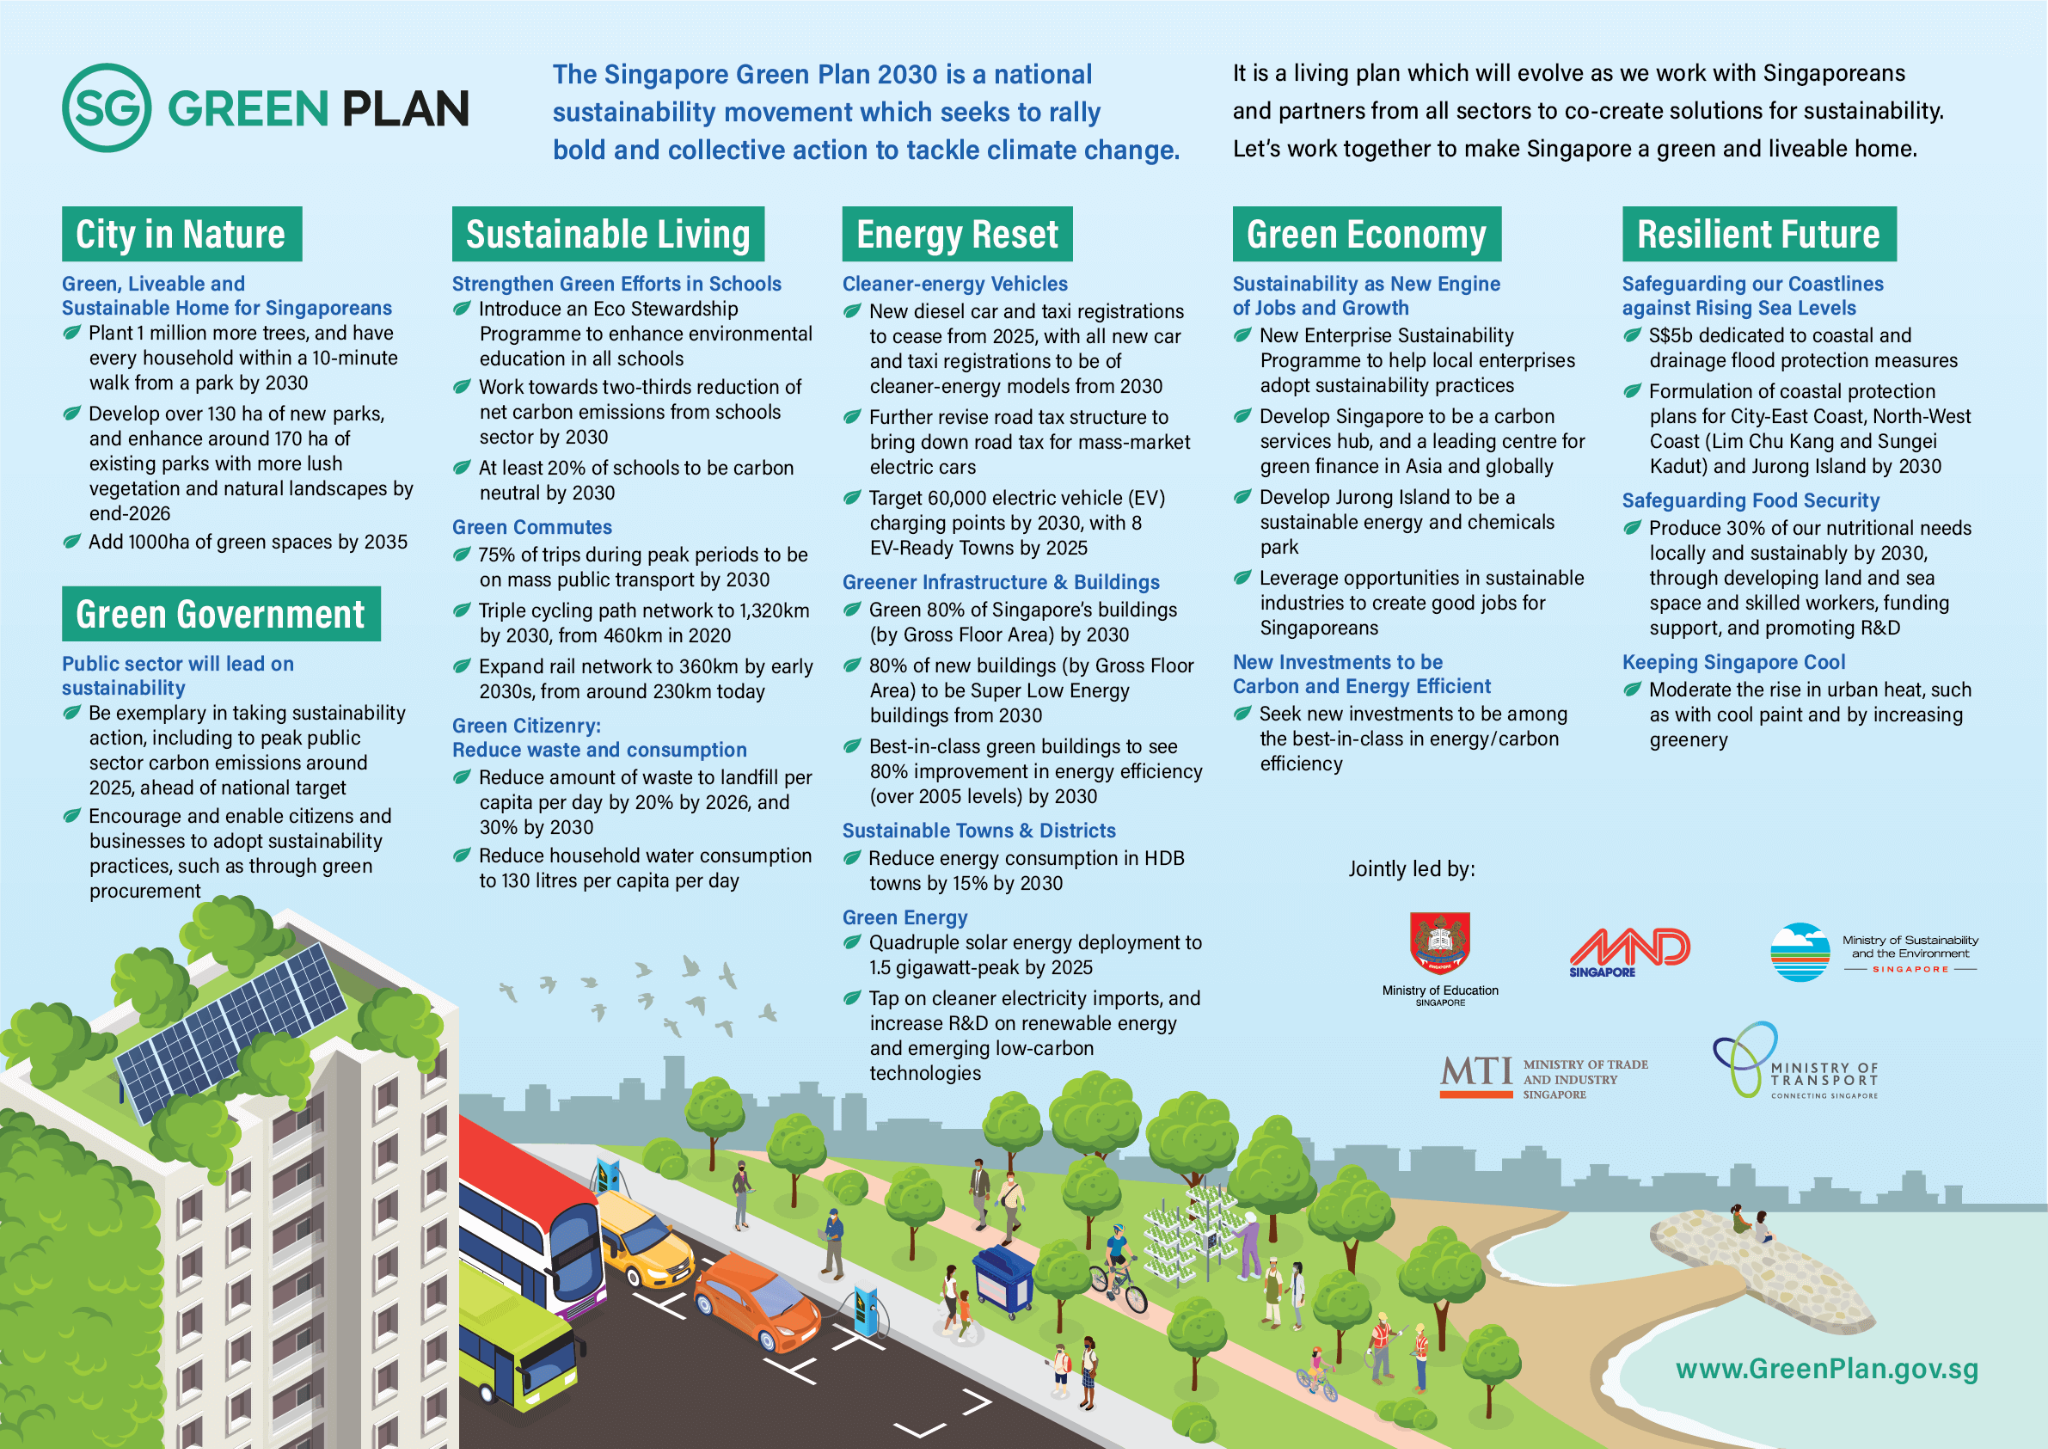 SG GREEN PLAN
The Singapore Green Plan 2030 is a national
sustainability movement which seeks to rally
bold and collective action to tackle climate change.
It is a living plan which will evolve as we work with Singaporeans
and partners from all sectors to co-create solutions for sustainability.
Let's work together to make Singapore a green and liveable home.
City in Nature
Green, Liveable and
Sustainable Home for Singaporeans
Plant 1 million more trees, and have
every household within a 10-minute
walk from a park by 2030
Develop over 130 ha of new parks,
and enhance around 170 ha of
existing parks with more lush
vegetation and natural landscapes by
end-2026
Add 1000ha of green spaces by 2035
Green Government
Public sector will lead on
sustainability
Be exemplary in taking sustainability
action, including to peak public
sector carbon emissions around
2025, ahead of national target
Encourage and enable citizens and
businesses to adopt sustainability
practices, such as through green
procurement
Sustainable Living
Strengthen Green Efforts in Schools
Introduce an Eco Stewardship
Programme to enhance environmental
education in all schools
Work towards two-thirds reduction of
net carbon emissions from schools
sector by 2030
At least 20% of schools to be carbon
neutral by 2030
Green Commutes
75% of trips during peak periods to be
on mass public transport by 2030
Triple cycling path network to 1,320km
by 2030, from 460km in 2020
Expand rail network to 360km by early
2030s, from around 230km today
Green Citizenry:
Reduce waste and consumption
Reduce amount of waste to landfill per
capita per day by 20% by 2026, and
30% by 2030
Reduce household water consumption
to 130 litres per capita per day
Energy Reset
Cleaner-energy Vehicles
New diesel car and taxi registrations
to cease from 2025, with all new car
and taxi registrations to be of
cleaner-energy models from 2030
Further revise road tax structure to
bring down road tax for mass-market
electric cars
Target 60,000 electric vehicle (EV)
charging points by 2030, with 8
EV-Ready Towns by 2025
Greener Infrastructure & Buildings
Green 80% of Singapore's buildings
(by Gross Floor Area) by 2030
80% of new buildings (by Gross Floor
Area) to be Super Low Energy
buildings from 2030
Best-in-class green buildings to see
80% improvement in energy efficiency
(over 2005 levels) by 2030
Sustainable Towns & Districts
Reduce energy consumption in HDB
towns by 15% by 2030
Green Energy
Quadruple solar energy deployment to
1.5 gigawatt-peak by 2025
Tap on cleaner electricity imports, and
increase R&D on renewable energy
and emerging low-carbon
technologies
Green Economy
Sustainability as New Engine
of Jobs and Growth
New Enterprise Sustainability
Programme to help local enterprises
adopt sustainability practices
Develop Singapore to be a carbon
services hub, and a leading centre for
green finance in Asia and globally
Develop Jurong Island to be a
sustainable energy and chemicals
park
Leverage opportunities in sustainable
industries to create good jobs for
Singaporeans
New Investments to be
Carbon and Energy Efficient
Seek new investments to be among
the best-in-class in energy/carbon
efficiency
Resilient Future
Safeguarding our Coastlines
against Rising Sea Levels
S$5b dedicated to coastal and
drainage flood protection measures
Formulation of coastal protection
plans for City-East Coast, North-West
Coast (Lim Chu Kang and Sungei
Kadut) and Jurong Island by 2030
Safeguarding Food Security
Produce 30% of our nutritional needs
locally and sustainably by 2030,
through developing land and sea
space and skilled workers, funding
support, and promoting R&D
Keeping Singapore Cool
Moderate the rise in urban heat, such
as with cool paint and by increasing
greenery
Jointly led by:
Ministry of Education
SINGAPORE
MND
SINGAPORE
Ministry of Sustainability
and the Environment
SINGAPORE
MTI
MINISTRY OF TRADE
AND INDUSTRY
SINGAPORE
MINISTRY OF
TRANSPORT
CONNECTING SINGAPORE
www.GreenPlan.gov.sg